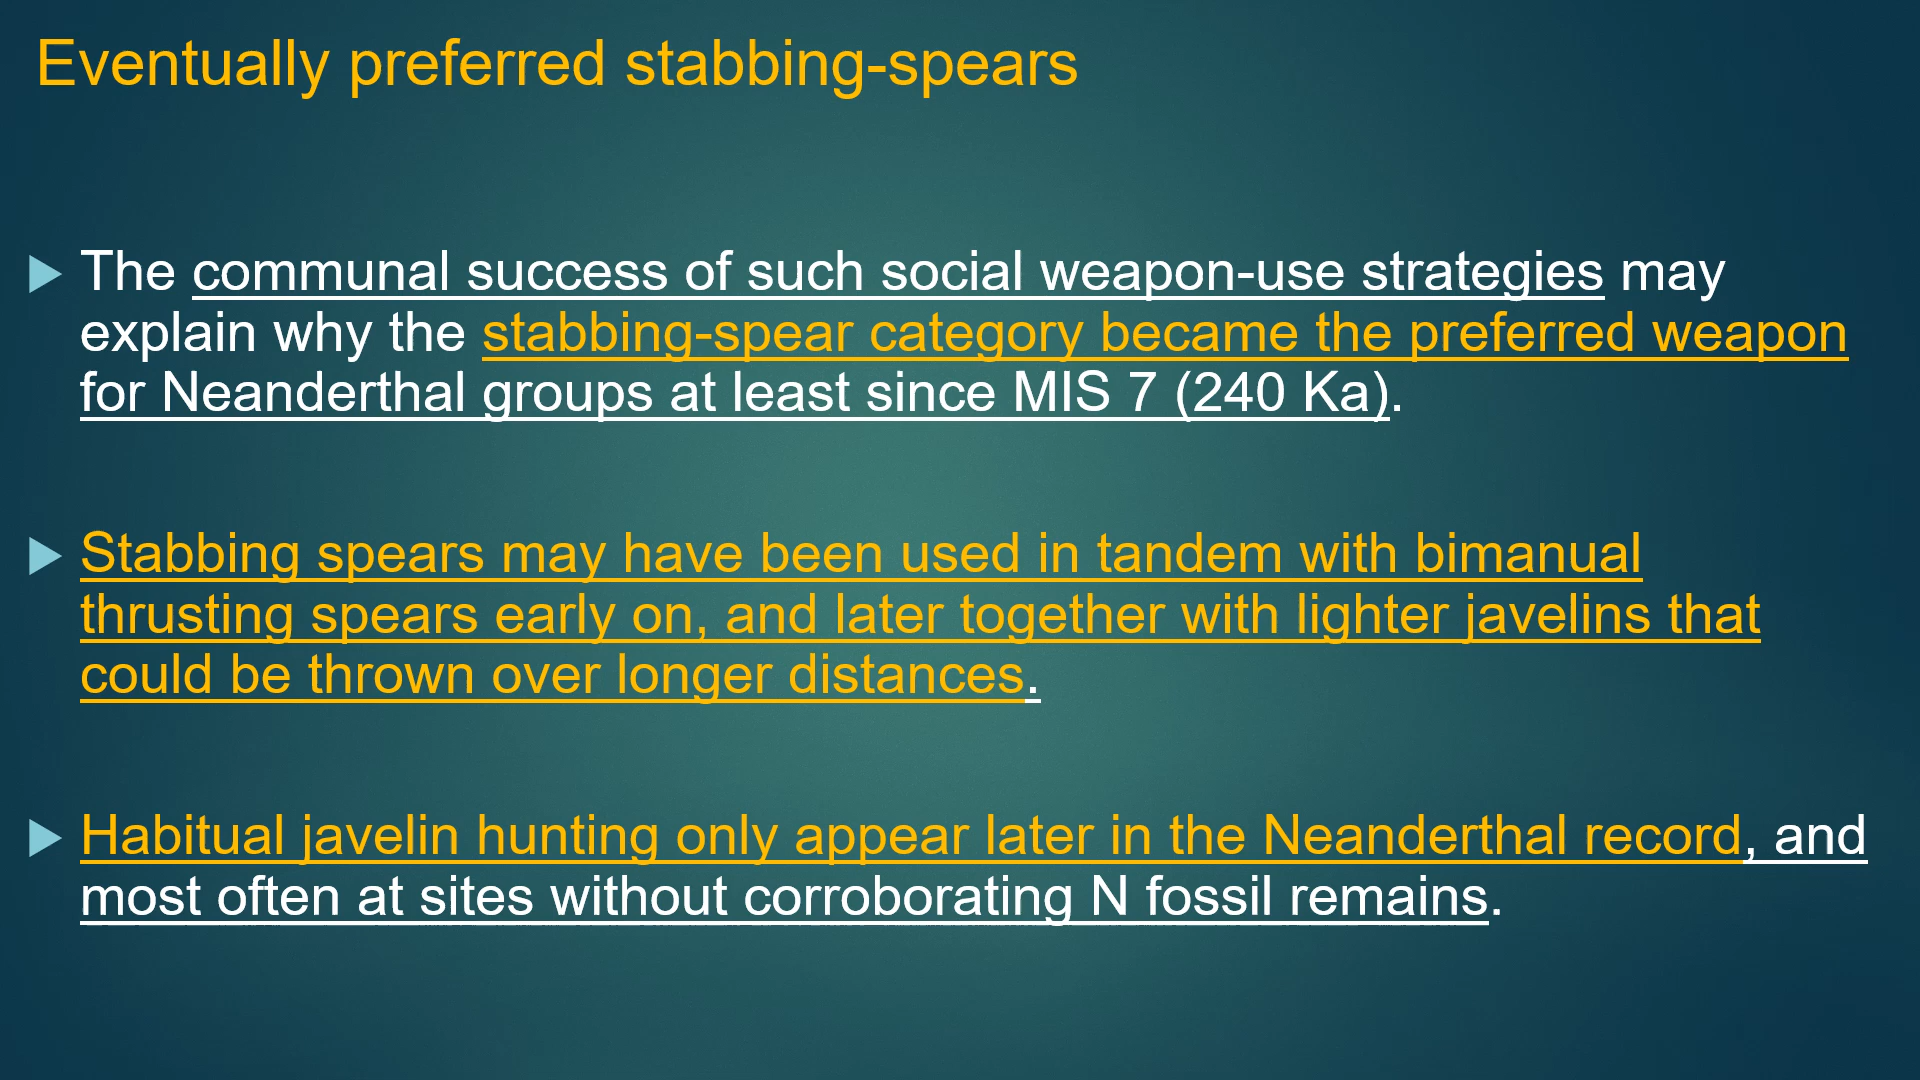 Eventually preferred stabbing-spears
The communal success of such social weapon-use strategies may
explain why the stabbing-spear category became the preferred weapon
for Neanderthal groups at least since MIS 7 (240 Ka).
Stabbing spears may have been used in tandem with bimanual
thrusting spears early on, and later together with lighter javelins that
could be thrown over longer distances.
Habitual javelin hunting only appear later in the Neanderthal record, and
most often at sites without corroborating N fossil remains.